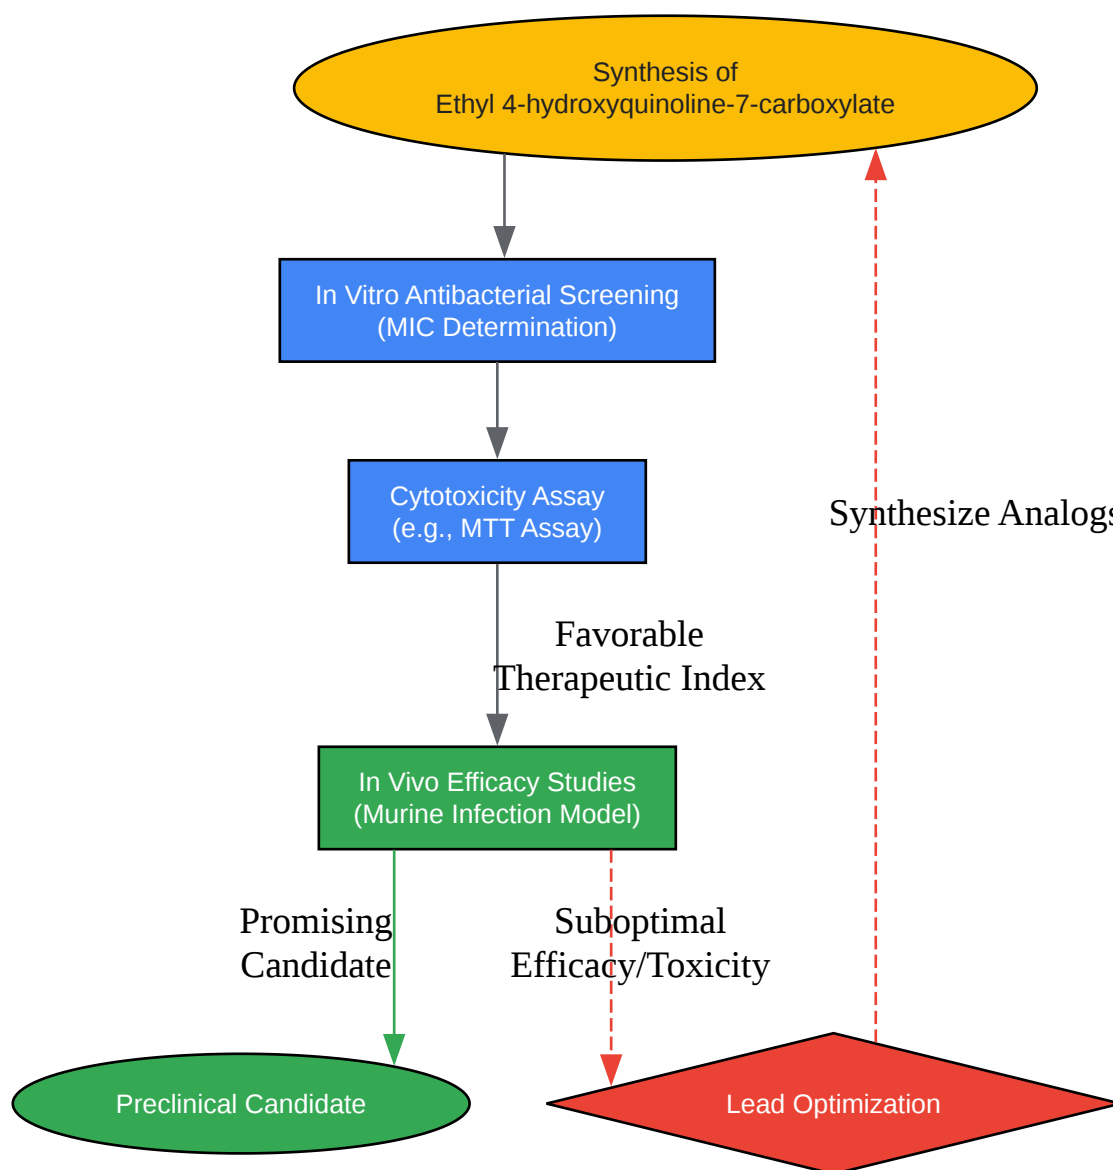 Synthesis of
Ethyl 4-hydroxyquinoline-7-carboxylate
In Vitro Antibacterial Screening
(MIC Determination)
Cytotoxicity Assay
(e.g., MTT Assay)
Synthesize Analogs
Favorable
Therapeutic Index
In Vivo Efficacy Studies
(Murine Infection Model)
Promising
Candidate
Suboptimal
Efficacy/Toxicity
Preclinical Candidate
Lead Optimization